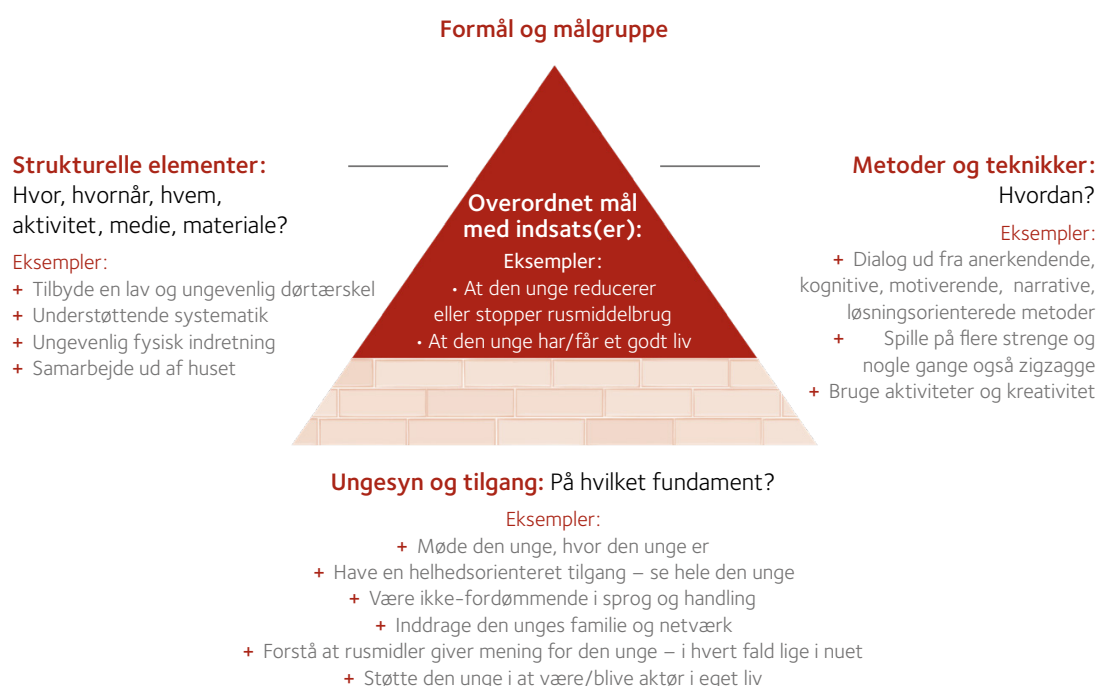 Formål og målgruppe
Strukturelle elementer:
Hvor, hvornår, hvem,
aktivitet, medie, materiale?
Eksempler:
+ Tilbyde en lav og ungevenlig dørtærskel
+ Understøttende systematik
+ Ungevenlig fysisk indretning
+ Samarbejde ud af huset
Overordnet mål
med indsats(er):
Eksempler:
• At den unge reducerer
eller stopper rusmiddelbrug
• At den unge har/får et godt liv
Metoder og teknikker:
Hvordan?
Eksempler:
+ Dialog ud fra anerkendende,
kognitive, motiverende, narrative,
løsningsorienterede metoder
+ Spille på flere strenge og
nogle gange også zigzagge
+ Bruge aktiviteter og kreativitet
Ungesyn og tilgang: På hvilket fundament?
Eksempler:
+ Møde den unge, hvor den unge er
+ Have en helhedsorienteret tilgang – se hele den unge
+ Være ikke-fordømmende i sprog og handling
+ Inddrage den unges familie og netværk
+ Forstå at rusmidler giver mening for den unge – i hvert fald lige i nuet
+ Støtte den unge i at være/blive aktør i eget liv